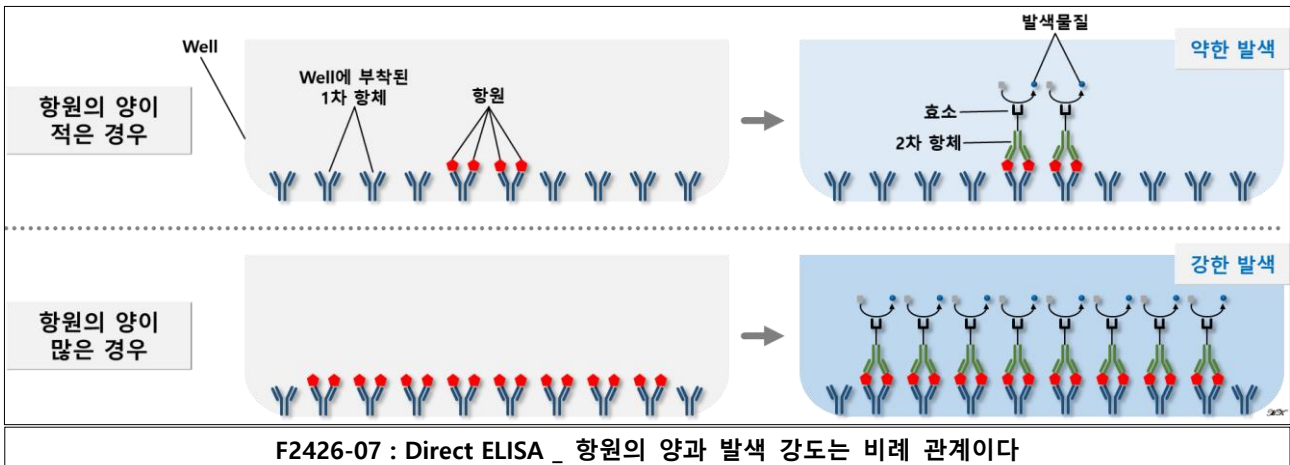 항원의 양이
적은 경우
Well
Well에 부착된
1차 항체
항원
발색물질
약한 발색
효소
2차 항체
항원의 양이
많은 경우
강한 발색
F2426-07 : Direct ELISA _ 항원의 양과 발색 강도는 비례 관계이다